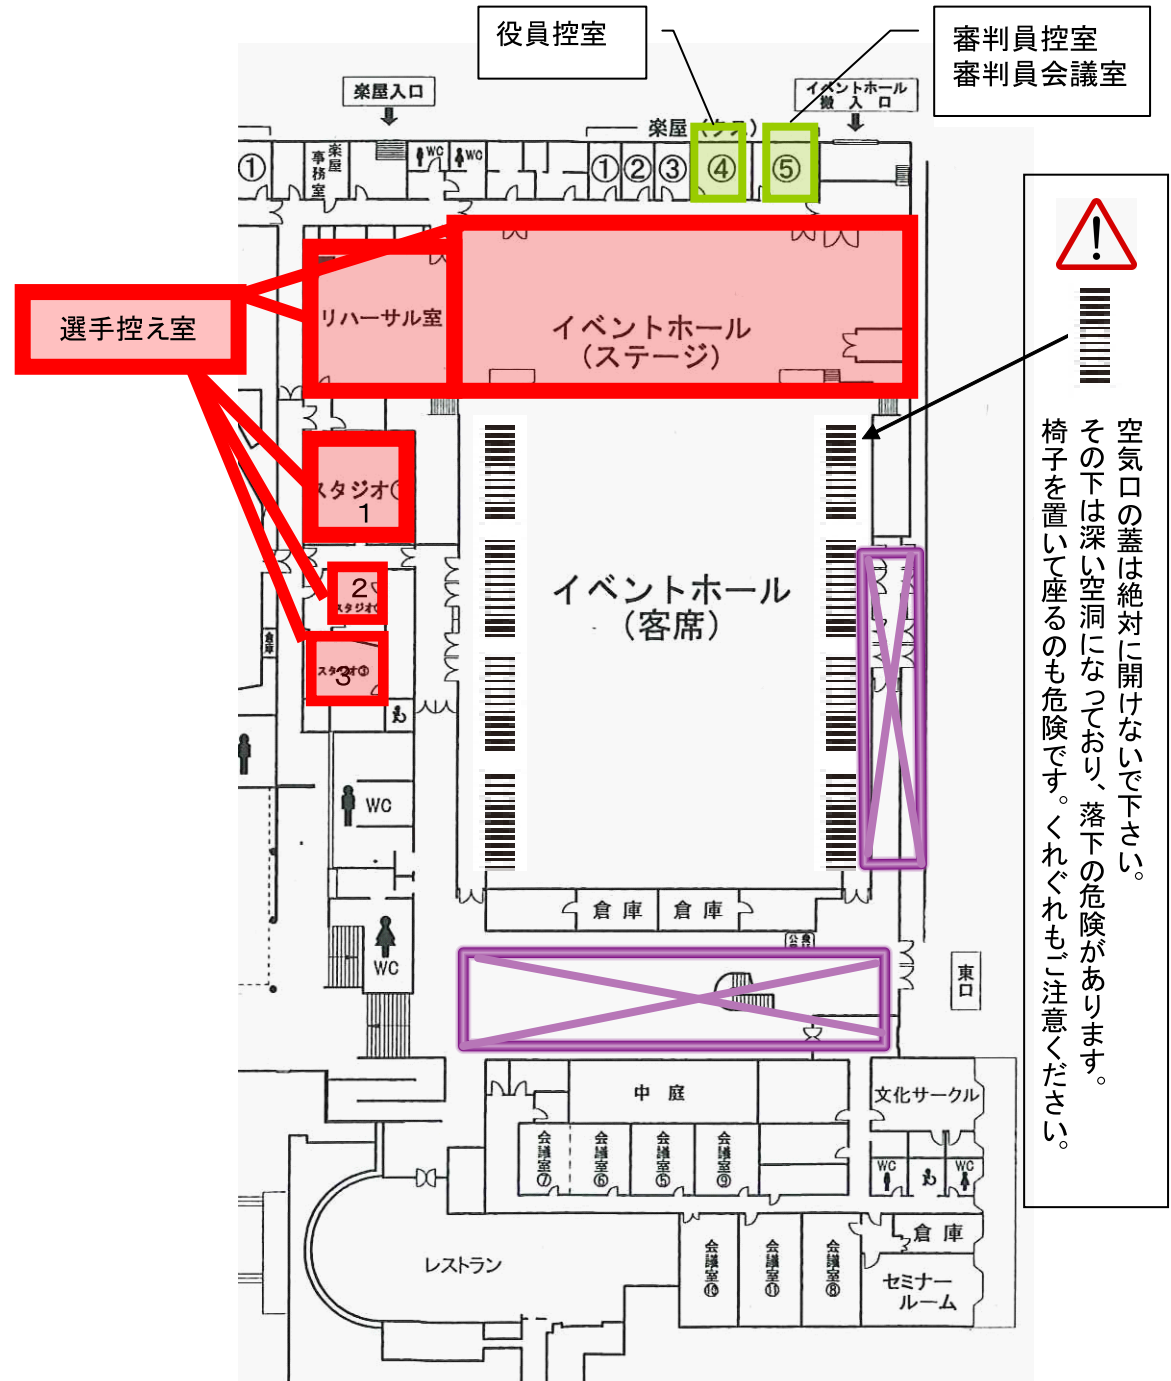 役員控室
審判員控室
審判員会議室
楽屋入口
イベントホール
搬入口
楽屋
①
楽屋
事務室
WC
WC
①
②
③
④
⑤
選手控え室
リハーサル室
イベントホール
(ステージ)
スタジオ
1
2
スタジオ
3
倉庫
イベントホール
(客席)
WC
WC
倉庫
倉庫
東口
中庭
文化サークル
会議室⑦
会議室⑥
会議室⑤
会議室⑨
WC
WC
レストラン
会議室⑩
会議室⑪
会議室⑧
倉庫
セミナー
ルーム
空気口の蓋は絶対に開けないで下さい。
その下は深い空洞になっており、落下の危険があります。
椅子を置いて座るのも危険です。くれぐれもご注意ください。